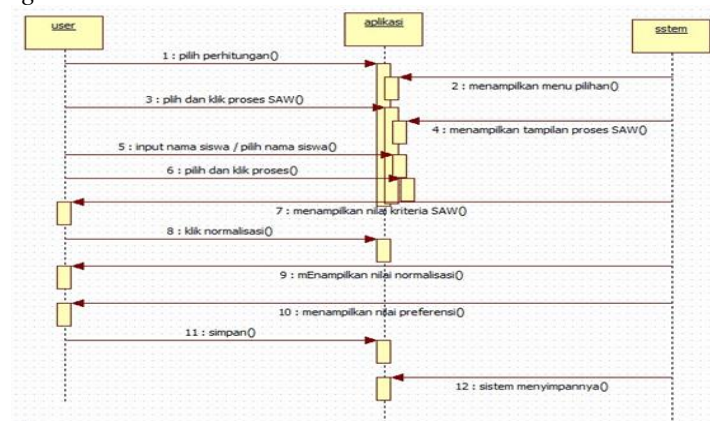 user
aplikasi
sstem
1 : pilih perhitungan()
2 : menampilkan menu pilihan()
3 : plih dan klik proses SAW()
4 : menampilkan tampilan proses SAW()
5 : input nama siswa / pilih nama siswa()
6 : pilih dan klik proses()
7 : menampilkan nilai kriteria SAW()
8 : klik normalisasi()
9 : mEnampilkan nilai normalisasi()
10 : menampilkan nilai preferensi()
11 : simpan()
12 : sistem menyimpannya()